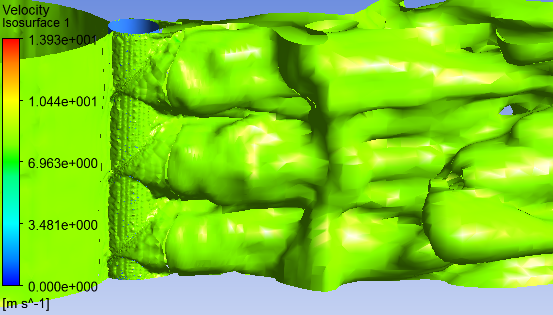 Velocity
Isosurface 1
1.393e+001
1.044e+001
6.963e+000
3.481e+000
0.000e+000
[m s^-1]